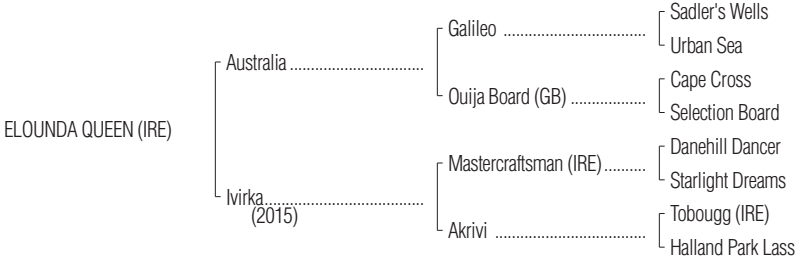 Sadler's Wells
Galileo ....................................
Urban Sea
Australia ..................................
Cape Cross
Ouija Board (GB) ...................
Selection Board
ELOUNDA QUEEN (IRE)
Danehill Dancer
Mastercraftsman (IRE)..........
Starlight Dreams
Ivirka........................................
(2015)
Tobougg (IRE)
Akrivi ......................................
Halland Park Lass